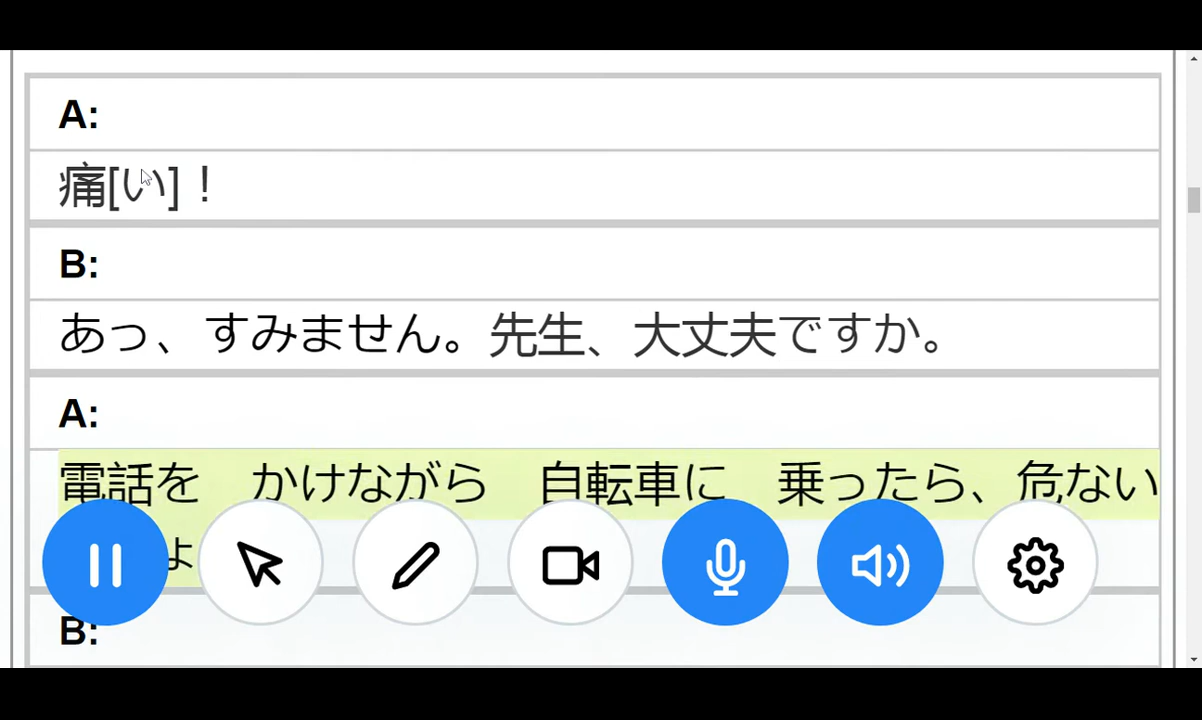 A:
痛[い]！
B:
あっ、すみません。先生、大丈夫ですか。
A:
電話を　かけながら　自転車に　乗ったら、危ない
よ
B: